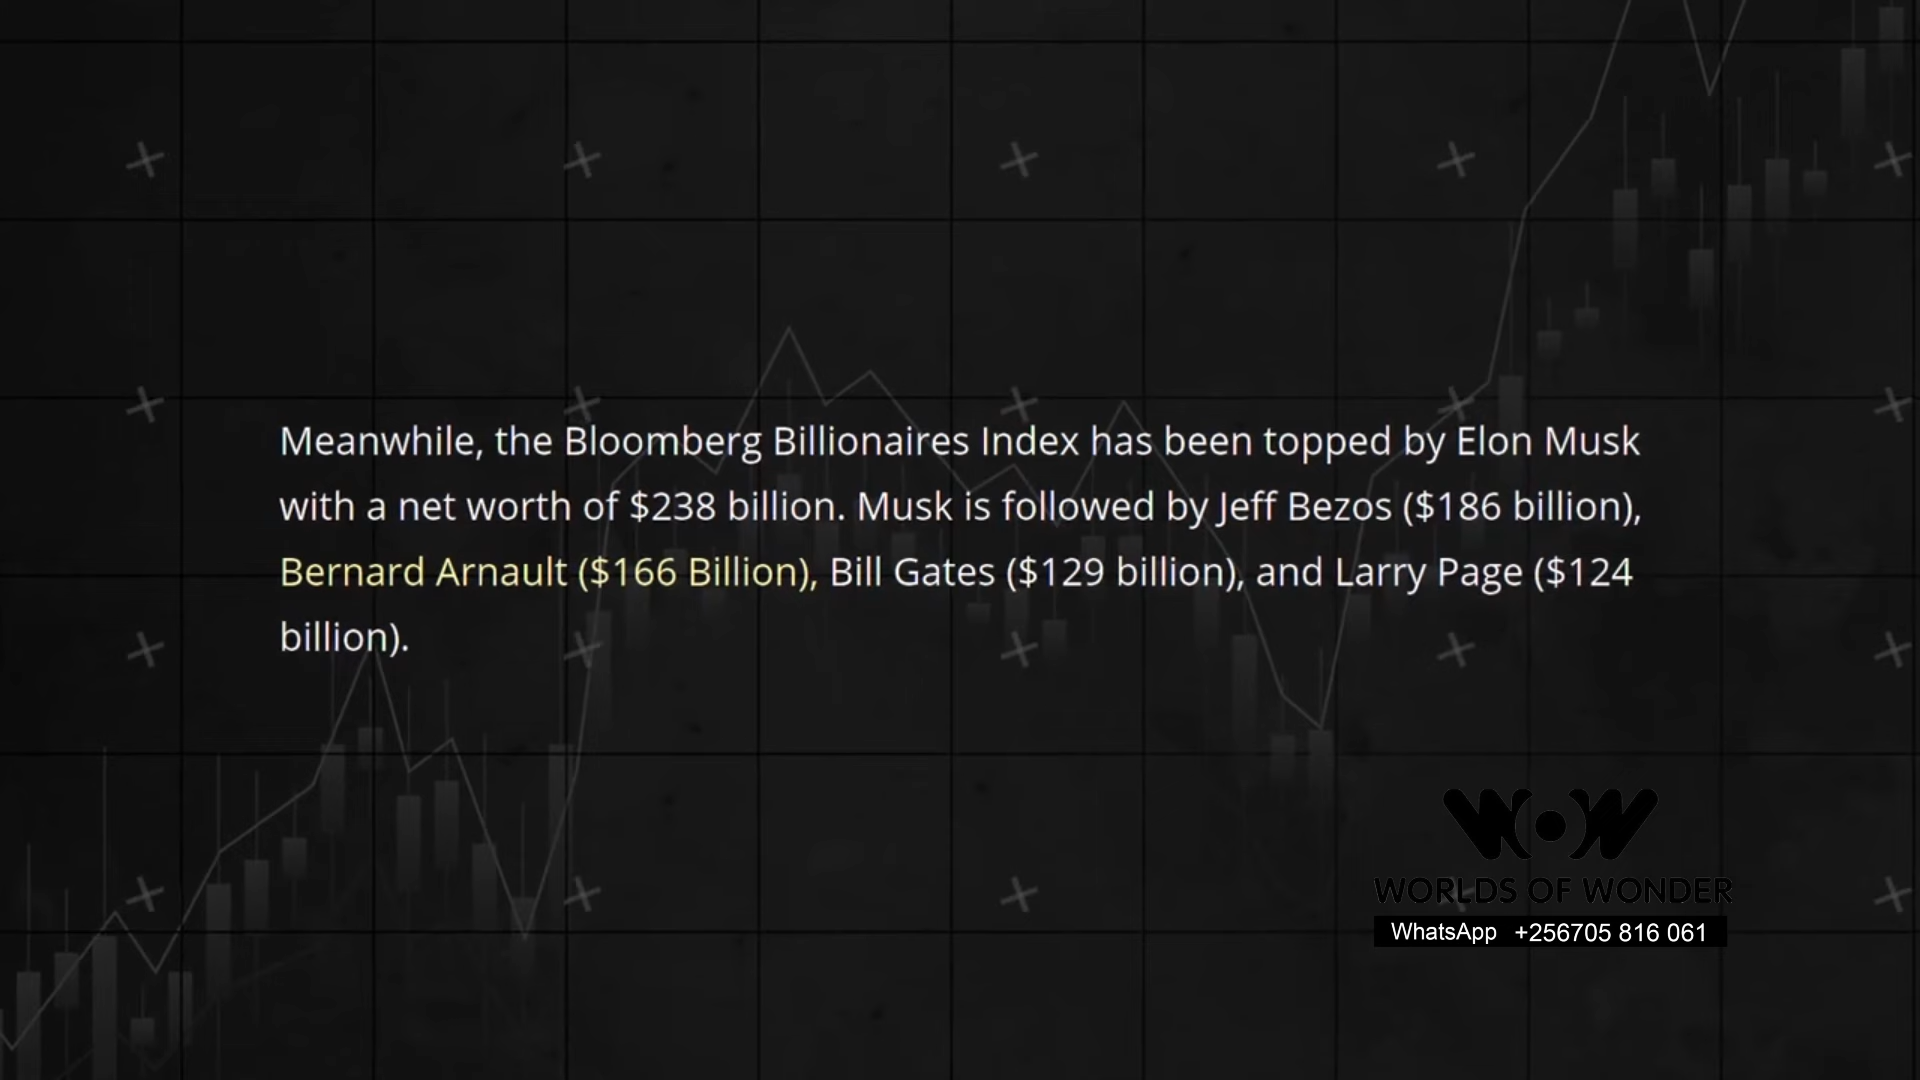 Meanwhile, the Bloomberg Billionaires Index has been topped by Elon Musk
with a net worth of $238 billion. Musk is followed by Jeff Bezos ($186 billion),
Bernard Arnault ($166 Billion), Bill Gates ($129 billion), and Larry Page ($124
billion).
WOW
WORLDS OF WONDER
WhatsApp +256705 816 061